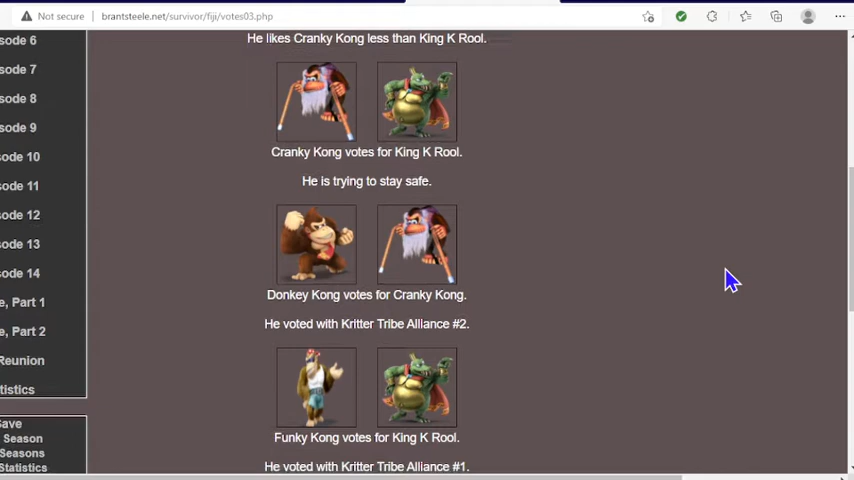 Not secure | brantsteele.net/survivor/fiji/votes03.php
sode 6
sode 7
sode 8
sode 9
sode 10
sode 11
sode 12
sode 13
sode 14
e, Part 1
e, Part 2
Reunion
tistics
Save
Season
Seasons
Statistics
He likes Cranky Kong less than King K Rool.
Cranky Kong votes for King K Rool.
He is trying to stay safe.
Donkey Kong votes for Cranky Kong.
He voted with Kritter Tribe Alliance #2.
Funky Kong votes for King K Rool.
He voted with Kritter Tribe Alliance #1.